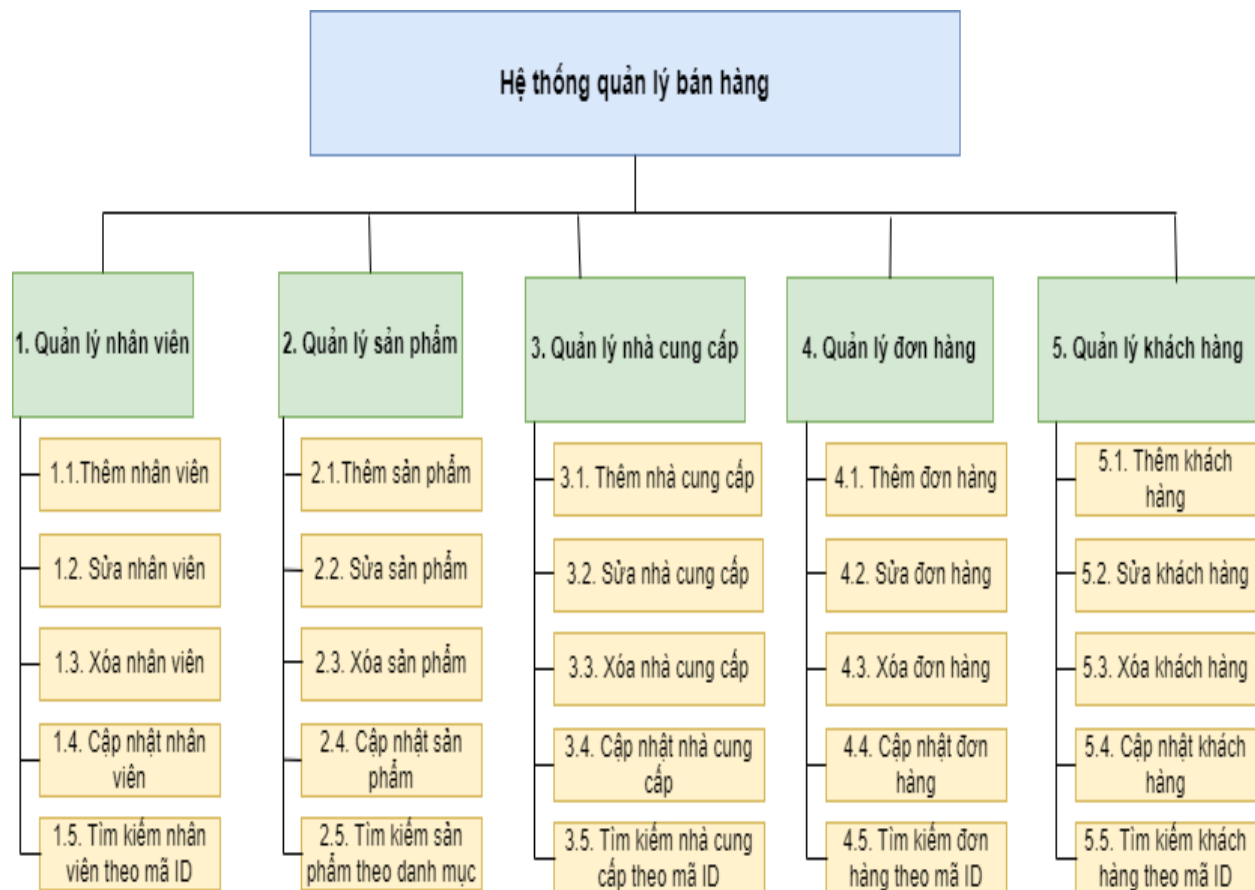 Hệ thống quản lý bán hàng
1. Quản lý nhân viên
2. Quản lý sản phẩm
3. Quản lý nhà cung cấp
4. Quản lý đơn hàng
5. Quản lý khách hàng
1.1.Thêm nhân viên
1.2. Sửa nhân viên
1.3. Xóa nhân viên
1.4. Cập nhật nhân
viên
1.5. Tìm kiếm nhân
viên theo mã ID
2.1.Thêm sản phẩm
2.2. Sửa sản phẩm
2.3. Xóa sản phẩm
2.4. Cập nhật sản
phẩm
2.5. Tìm kiếm sản
phẩm theo danh mục
3.1. Thêm nhà cung cấp
3.2. Sửa nhà cung cấp
3.3. Xóa nhà cung cấp
3.4. Cập nhật nhà cung
cấp
3.5. Tìm kiếm nhà cung
cấp theo mã ID
4.1. Thêm đơn hàng
4.2. Sửa đơn hàng
4.3. Xóa đơn hàng
4.4. Cập nhật đơn
hàng
4.5. Tìm kiếm đơn
hàng theo mã ID
5.1. Thêm khách
hàng
5.2. Sửa khách hàng
5.3. Xóa khách hàng
5.4. Cập nhật khách
hàng
5.5. Tìm kiếm khách
hàng theo mã ID